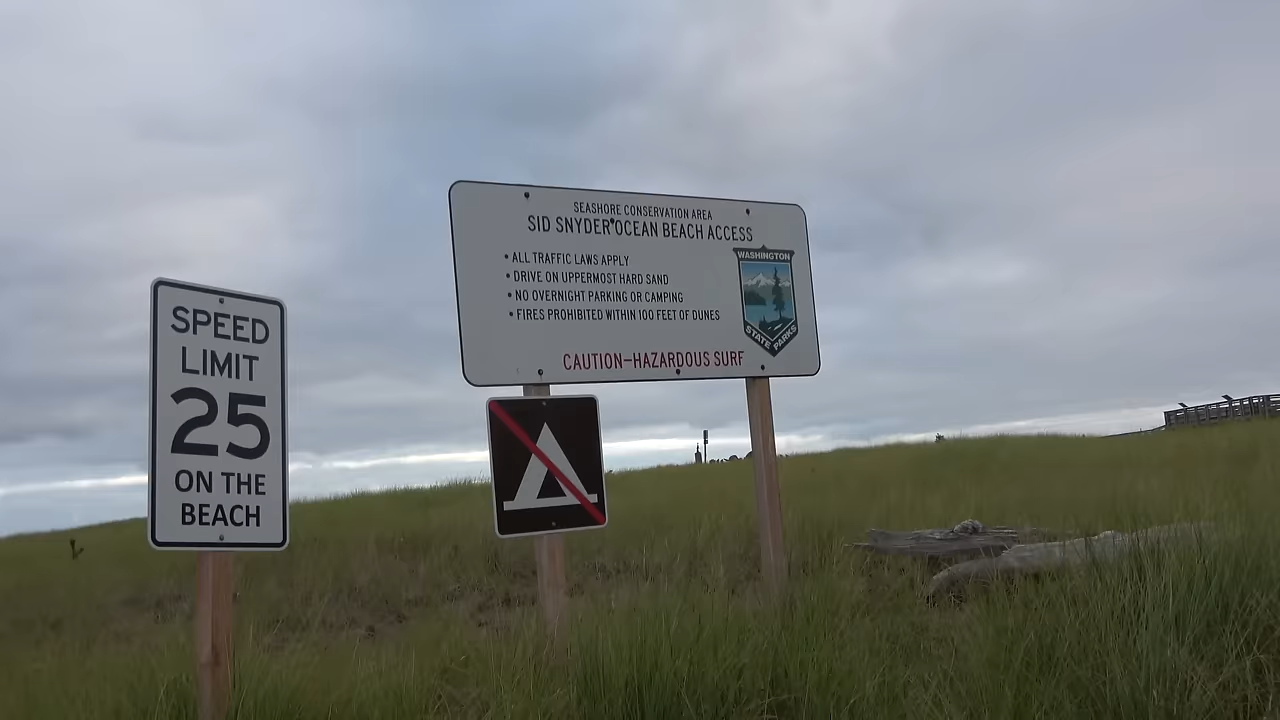 SPEED
LIMIT
25
ON THE
BEACH
SEASHORE CONSERVATION AREA
SID SNYDER OCEAN BEACH ACCESS
• ALL TRAFFIC LAWS APPLY
• DRIVE ON UPPERMOST HARD SAND
• NO OVERNIGHT PARKING OR CAMPING
• FIRES PROHIBITED WITHIN 100 FEET OF DUNES
CAUTION-HAZARDOUS SURF
WASHINGTON
STATE PARKS